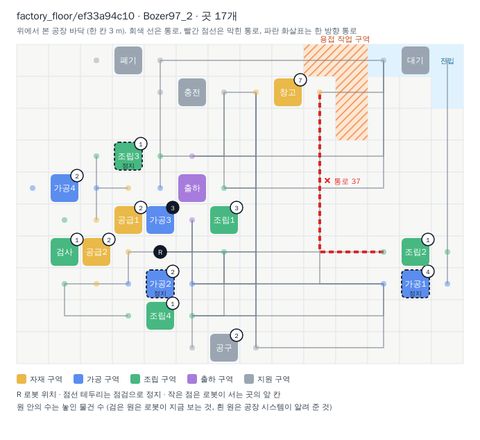 factory_floor/ef33a94c10 · Bozer97_2 · 곳 17개
위에서 본 공장 바닥 (한 칸 3 m). 회색 선은 통로, 빨간 점선은 막힌 통로, 파란 화살표는 한 방향 통로
용접 작업 구역
폐기
대기
전립
충전
창고
7
조립3
1
정지
✖ 통로 37
가공4
2
출하
공급1
2
가공3
3
조립1
3
검사
1
공급2
2
R
조립2
1
가공2
2
정지
가공1
4
정지
조립4
1
공구
2
자재 구역
가공 구역
조립 구역
출하 구역
지원 구역
R 로봇 위치 · 점선 테두리는 점검으로 정지 · 작은 점은 로봇이 서는 곳의 앞 칸
원 안의 수는 놓인 물건 수 (검은 원은 로봇이 지금 보는 것, 흰 원은 공장 시스템이 알려 준 것)